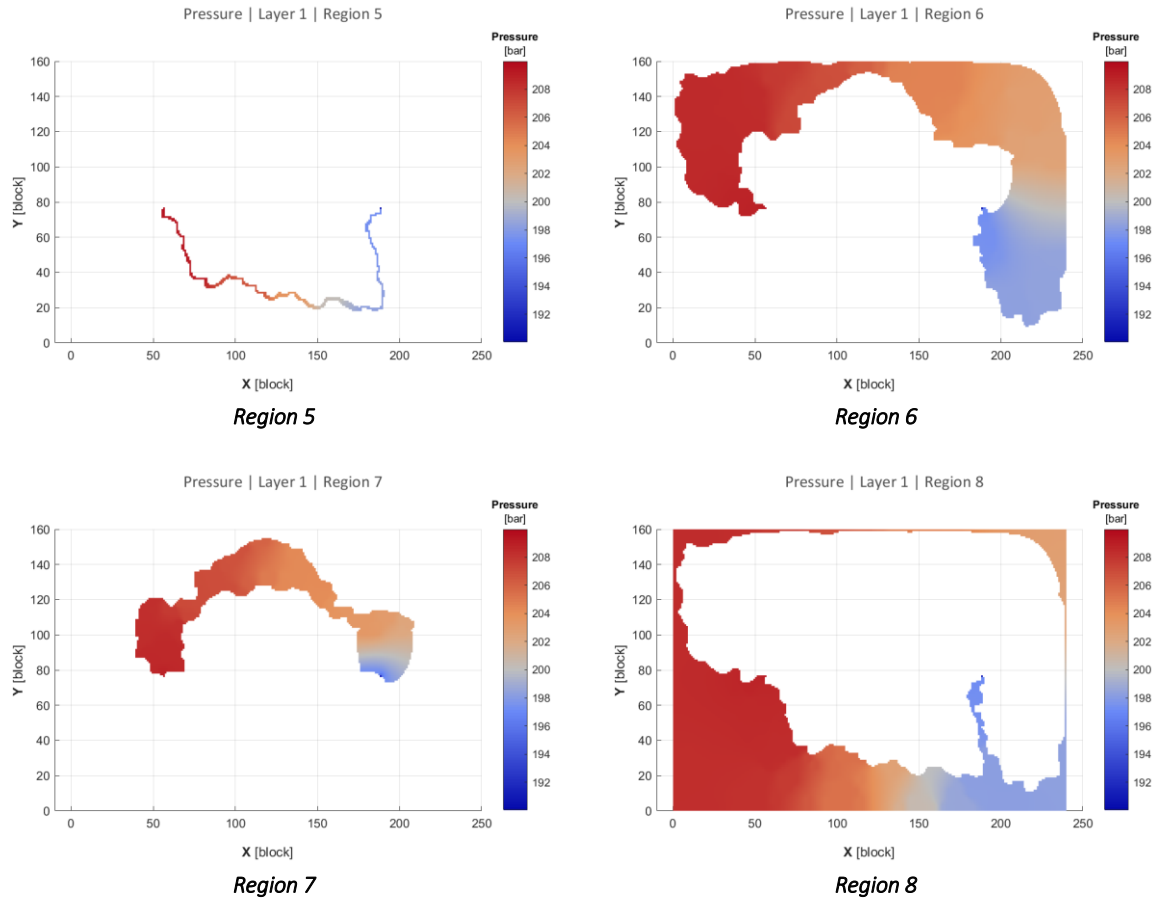 Pressure | Layer 1 | Region 5
Pressure
[bar]
208
206
204
202
200
198
196
194
192
160
140
120
100
80
60
40
20
0
Y [block]
0 50 100 150 200 250
X [block]
Region 5
Pressure | Layer 1 | Region 6
Pressure
[bar]
208
206
204
202
200
198
196
194
192
160
140
120
100
80
60
40
20
0
Y [block]
0 50 100 150 200 250
X [block]
Region 6
Pressure | Layer 1 | Region 7
Pressure
[bar]
208
206
204
202
200
198
196
194
192
160
140
120
100
80
60
40
20
0
Y [block]
0 50 100 150 200 250
X [block]
Region 7
Pressure | Layer 1 | Region 8
Pressure
[bar]
208
206
204
202
200
198
196
194
192
160
140
120
100
80
60
40
20
0
Y [block]
0 50 100 150 200 250
X [block]
Region 8